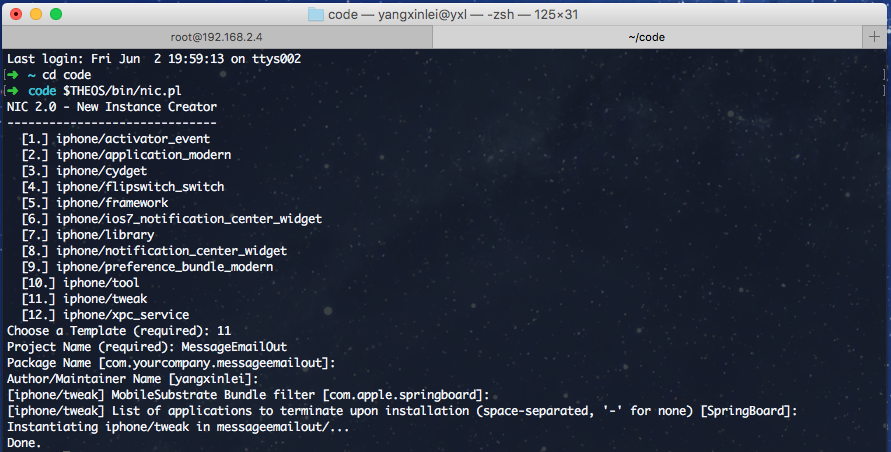 code — yangxinlei@yxl — -zsh — 125×31
root@192.168.2.4 ~/code +
Last login: Fri Jun  2 19:59:13 on ttys002
[➜  ~ cd code ]
[➜  code $THEOS/bin/nic.pl ]
NIC 2.0 - New Instance Creator
------------------------------
  [1.] iphone/activator_event
  [2.] iphone/application_modern
  [3.] iphone/cydget
  [4.] iphone/flipswitch_switch
  [5.] iphone/framework
  [6.] iphone/ios7_notification_center_widget
  [7.] iphone/library
  [8.] iphone/notification_center_widget
  [9.] iphone/preference_bundle_modern
  [10.] iphone/tool
  [11.] iphone/tweak
  [12.] iphone/xpc_service
Choose a Template (required): 11
Project Name (required): MessageEmailOut
Package Name [com.yourcompany.messageemailout]:
Author/Maintainer Name [yangxinlei]:
[iphone/tweak] MobileSubstrate Bundle filter [com.apple.springboard]:
[iphone/tweak] List of applications to terminate upon installation (space-separated, '-' for none) [SpringBoard]:
Instantiating iphone/tweak in messageemailout/...
Done.